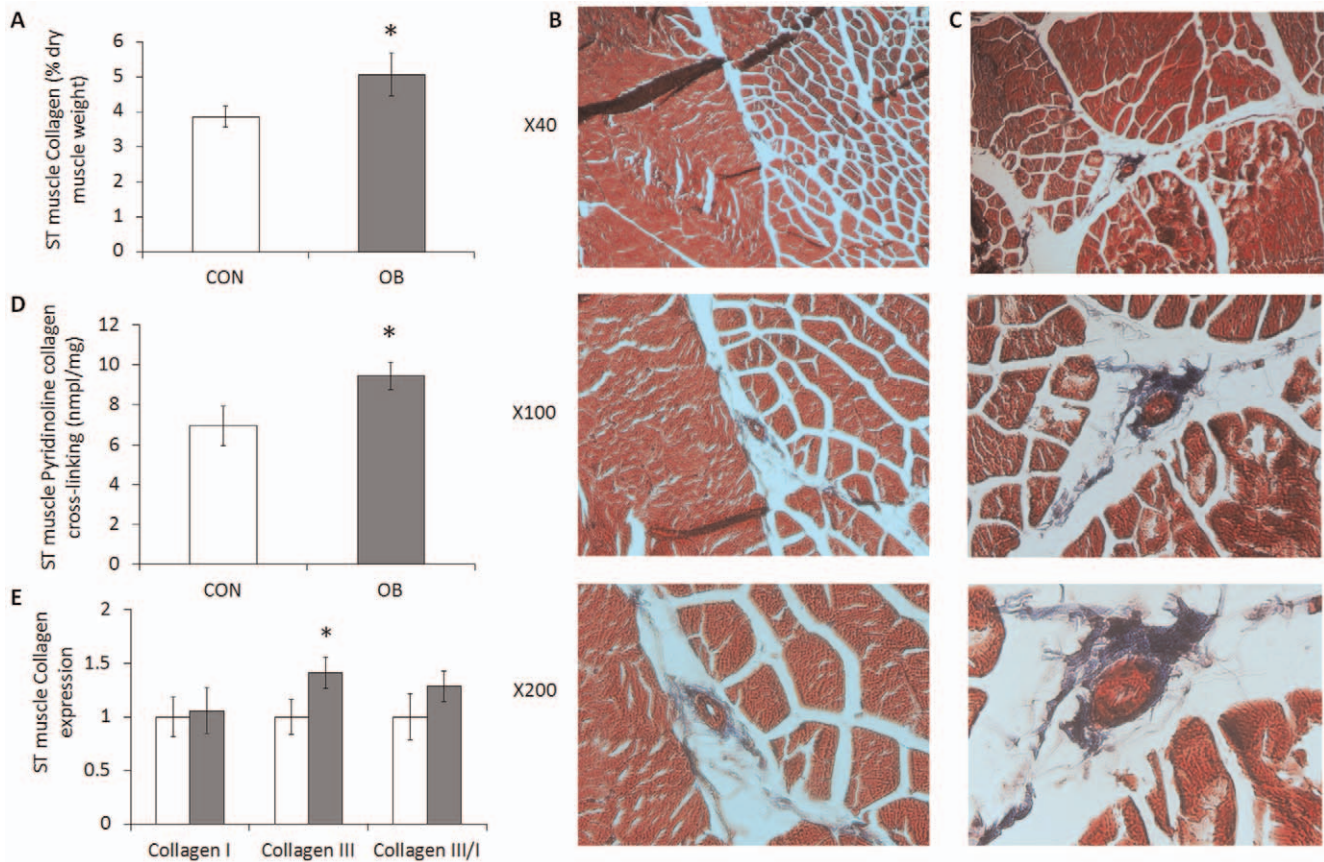 A
B
C
ST muscle Collagen (% dry
muscle weight)
6
5
4
3
2
1
0
*
CON
OB
X40
D
ST muscle Pyridinoline collagen
cross-linking (nmpl/mg)
12
10
8
6
4
2
0
*
CON
OB
X100
E
ST muscle Collagen
expression
2
1.5
1
0.5
0
*
Collagen I
Collagen III
Collagen III/I
X200